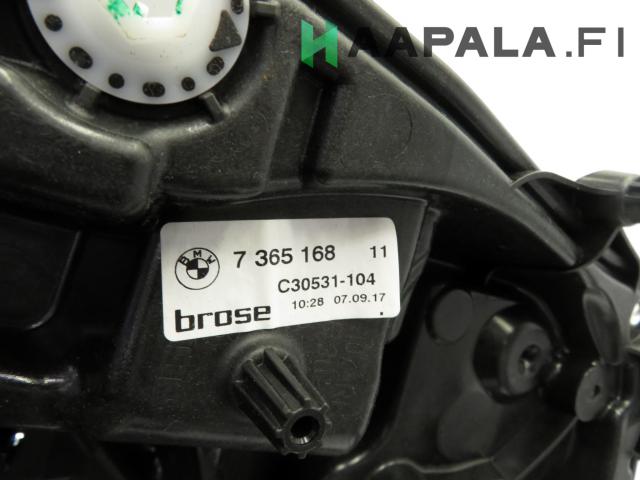 HAAPALA.FI
BMW
7 365 168 11
C30531-104
10:28 07.09.17
brose